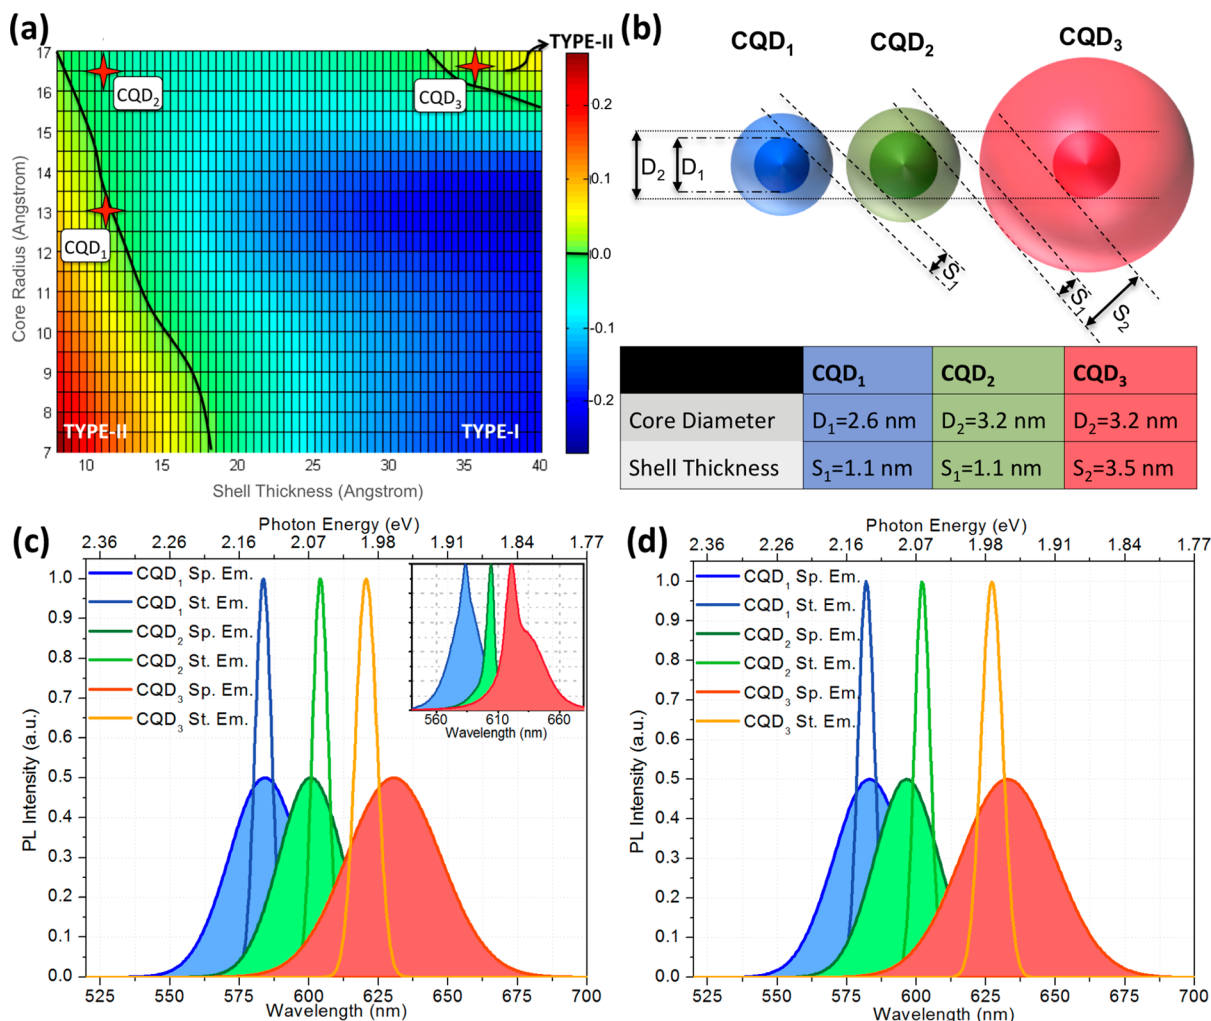 (a)
TYPE-II
17
16
15
14
13
12
11
10
9
8
7
Core Radius (Angstrom)
CQD2
CQD3
CQD1
TYPE-II
TYPE-I
10 15 20 25 30 35 40
Shell Thickness (Angstrom)
0.2
0.1
0.0
-0.1
-0.2
(b)
CQD1 CQD2 CQD3
D2 D1
S1
S1
S2
CQD1 CQD2 CQD3
Core Diameter D1=2.6 nm D2=3.2 nm D2=3.2 nm
Shell Thickness S1=1.1 nm S1=1.1 nm S2=3.5 nm
(c)
Photon Energy (eV)
2.36 2.26 2.16 2.07 1.98 1.91 1.84 1.77
CQD1 Sp. Em.
CQD1 St. Em.
CQD2 Sp. Em.
CQD2 St. Em.
CQD3 Sp. Em.
CQD3 St. Em.
560 610 660
Wavelength (nm)
1.0
0.9
0.8
0.7
0.6
0.5
0.4
0.3
0.2
0.1
0.0
PL Intensity (a.u.)
525 550 575 600 625 650 675 700
Wavelength (nm)
(d)
Photon Energy (eV)
2.36 2.26 2.16 2.07 1.98 1.91 1.84 1.77
CQD1 Sp. Em.
CQD1 St. Em.
CQD2 Sp. Em.
CQD2 St. Em.
CQD3 Sp. Em.
CQD3 St. Em.
1.0
0.9
0.8
0.7
0.6
0.5
0.4
0.3
0.2
0.1
0.0
PL Intensity (a.u.)
525 550 575 600 625 650 675 700
Wavelength (nm)